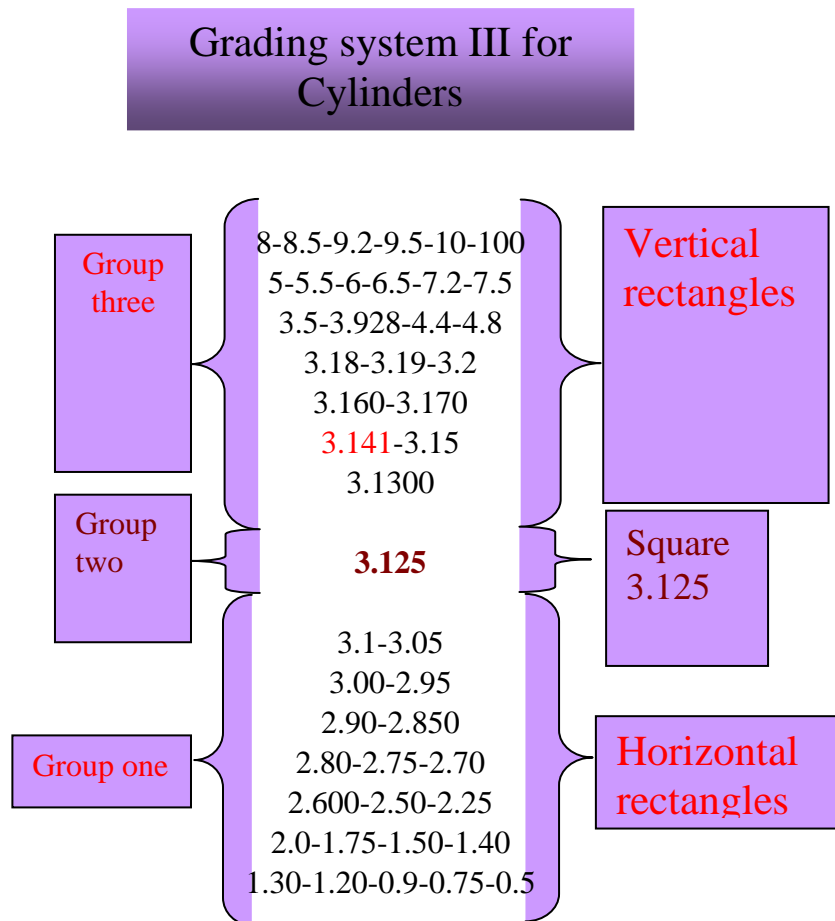 Grading system III for
Cylinders
Group
three
8-8.5-9.2-9.5-10-100
5-5.5-6-6.5-7.2-7.5
3.5-3.928-4.4-4.8
3.18-3.19-3.2
3.160-3.170
3.141-3.15
3.1300
Vertical
rectangles
Group
two
3.125
Square
3.125
Group one
3.1-3.05
3.00-2.95
2.90-2.850
2.80-2.75-2.70
2.600-2.50-2.25
2.0-1.75-1.50-1.40
1.30-1.20-0.9-0.75-0.5
Horizontal
rectangles